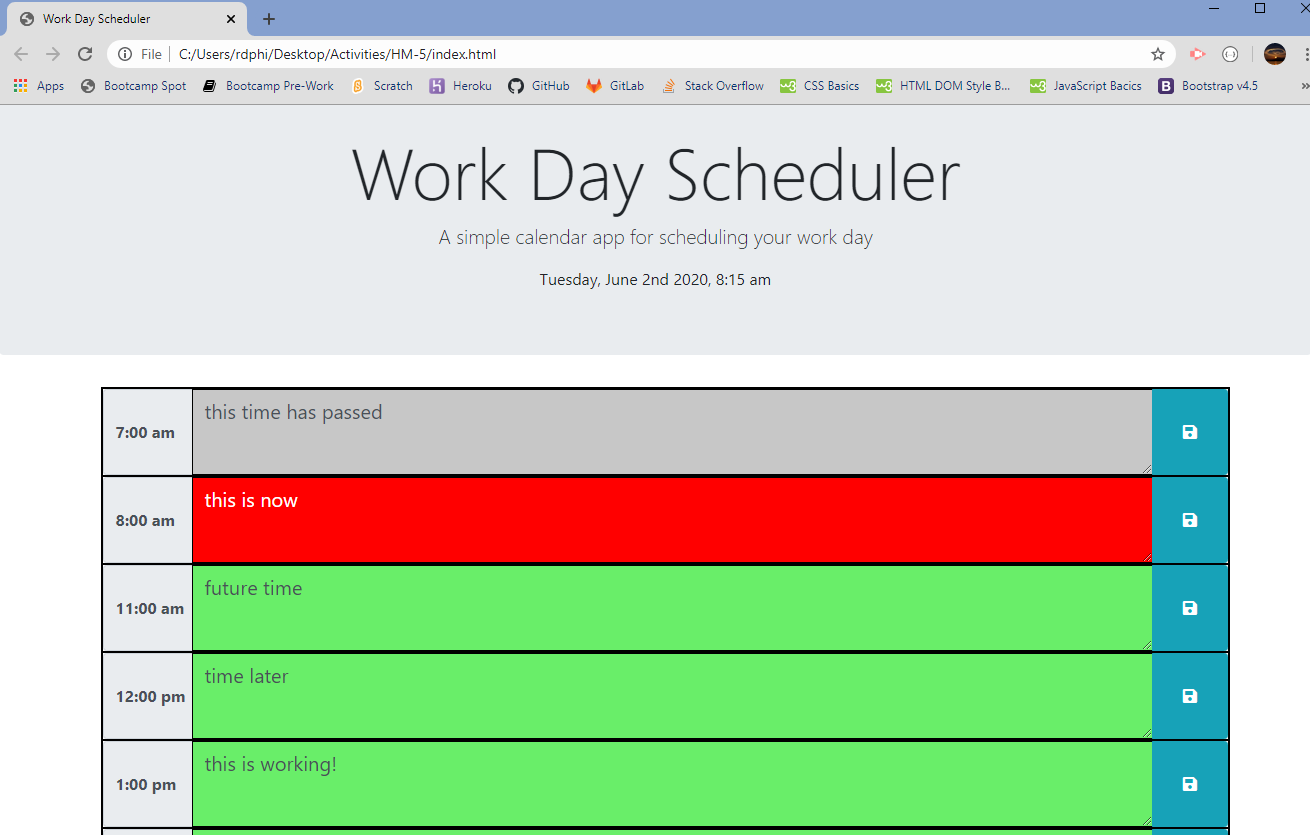 Work Day Scheduler
File C:/Users/rdphi/Desktop/Activities/HM-5/index.html
Apps Bootcamp Spot Bootcamp Pre-Work Scratch Heroku GitHub GitLab Stack Overflow CSS Basics HTML DOM Style B... JavaScript Bacics B Bootstrap v4.5
Work Day Scheduler
A simple calendar app for scheduling your work day
Tuesday, June 2nd 2020, 8:15 am
7:00 am this time has passed
8:00 am this is now
11:00 am future time
12:00 pm time later
1:00 pm this is working!